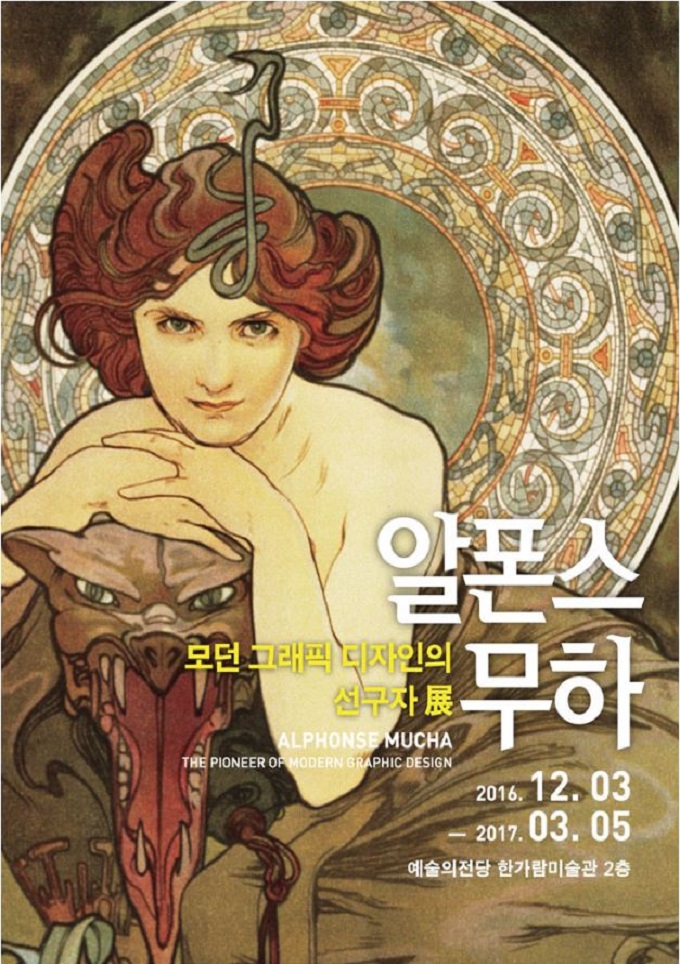 알폰스
무하
모던 그래픽 디자인의
선구자 展
ALPHONSE MUCHA
THE PIONEER OF MODERN GRAPHIC DESIGN
2016. 12. 03
— 2017. 03. 05
예술의전당 한가람미술관 2층